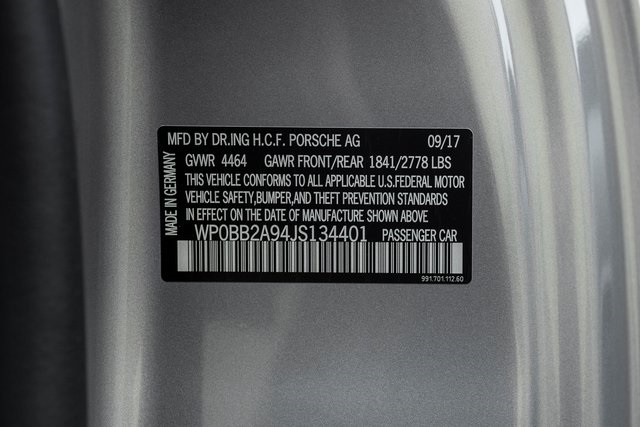 MFD BY DR.ING H.C.F. PORSCHE AG 09/17
GVWR 4464 GAWR FRONT/REAR 1841/2778 LBS
THIS VEHICLE CONFORMS TO ALL APPLICABLE U.S.FEDERAL MOTOR
VEHICLE SAFETY,BUMPER,AND THEFT PREVENTION STANDARDS
IN EFFECT ON THE DATE OF MANUFACTURE SHOWN ABOVE
WP0BB2A94JS134401 PASSENGER CAR
MADE IN GERMANY
991.701.112.60